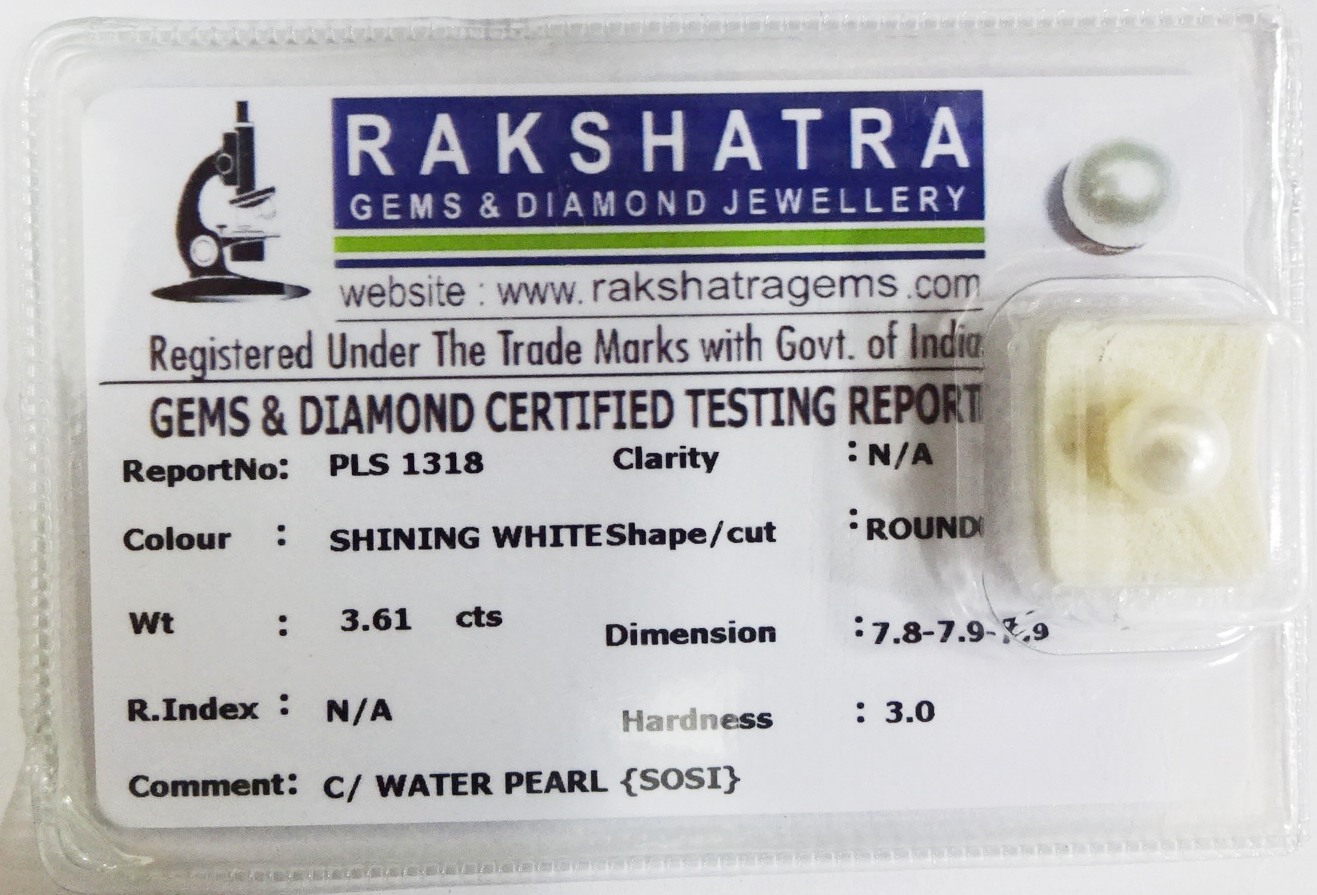 RAKSHATRA
GEMS & DIAMOND JEWELLERY
website : www.rakshatragems.com
Registered Under The Trade Marks with Govt. of India
GEMS & DIAMOND CERTIFIED TESTING REPORT
ReportNo: PLS 1318 Clarity : N/A
Colour : SHINING WHITE Shape/cut : ROUND
Wt : 3.61 cts Dimension : 7.8-7.9-7.9
R.Index : N/A Hardness : 3.0
Comment: C/ WATER PEARL {SOSI}